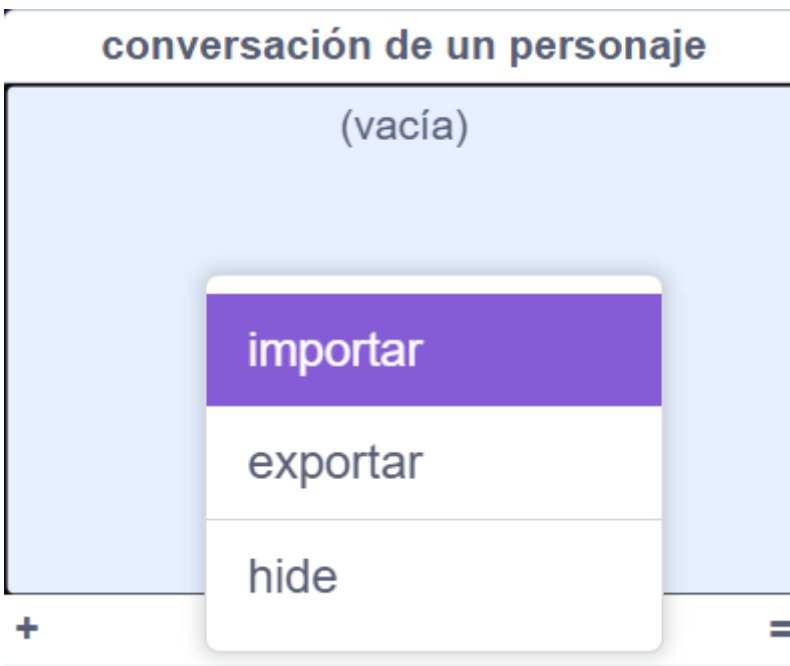 conversación de un personaje
(vacía)
importar
exportar
hide
+ =